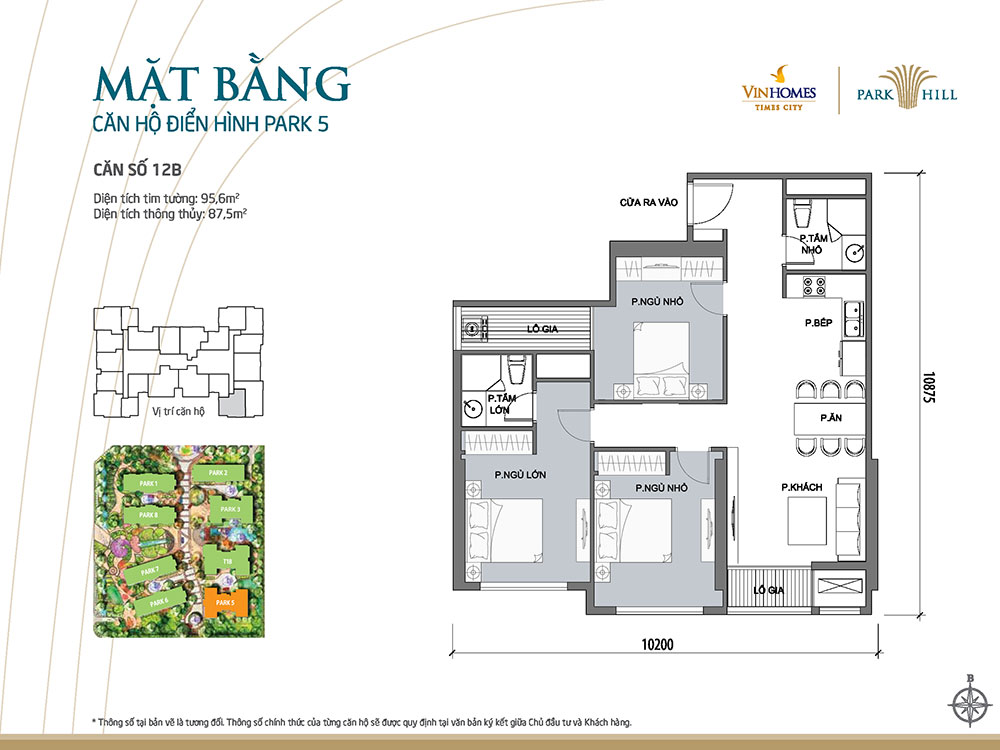 MẶT BẰNG
CĂN HỘ ĐIỂN HÌNH PARK 5
VINHOMES
TIMES CITY
PARK HILL
CĂN SỐ 12B
Diện tích tim tường: 95,6m²
Diện tích thông thủy: 87,5m²
CỬA RA VÀO
P.TẮM
NHỎ
P.NGỦ NHỎ
P.BẾP
LÔ GIA
P.TẮM
LỚN
P.ĂN
10875
Vị trí căn hộ
P.NGỦ LỚN
P.NGỦ NHỎ
P.KHÁCH
LÔ GIA
PARK 1
PARK 2
PARK 3
PARK 8
T18
PARK 7
PARK 6
PARK 5
10200
B
* Thông số tại bản vẽ là tương đối. Thông số chính thức của từng căn hộ sẽ được quy định tại văn bản ký kết giữa Chủ đầu tư và Khách hàng.